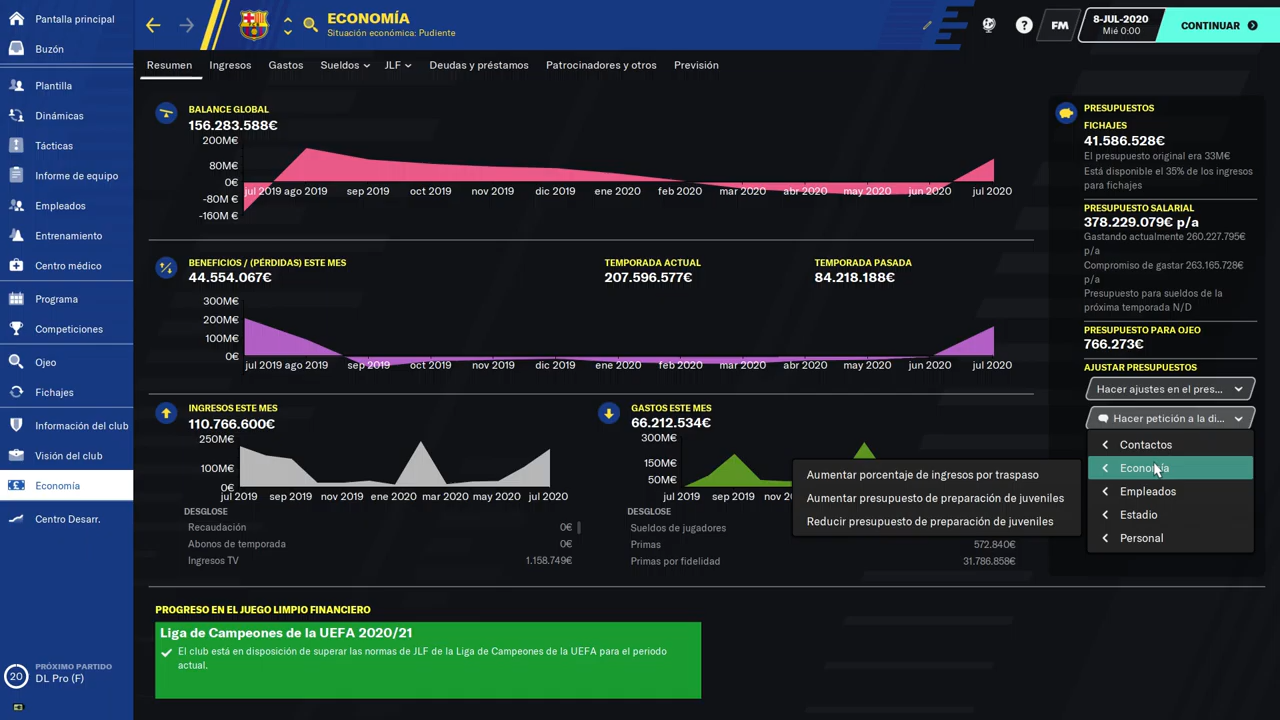 Pantalla principal
Buzón
Plantilla
Dinámicas
Tácticas
Informe de equipo
Empleados
Entrenamiento
Centro médico
Programa
Competiciones
Ojeo
Fichajes
Información del club
Visión del club
Economía
Centro Desarr.
20
PRÓXIMO PARTIDO
DL Pro (F)
ECONOMÍA
Situación económica: Pudiente
?
FM
8-JUL-2020
Mié 0:00
CONTINUAR
Resumen
Ingresos
Gastos
Sueldos
JLF
Deudas y préstamos
Patrocinadores y otros
Previsión
BALANCE GLOBAL
156.283.588€
200M€
80M€
0€
-80M €
-160M €
jul 2019 ago 2019 sep 2019 oct 2019 nov 2019 dic 2019 ene 2020 feb 2020 mar 2020 abr 2020 may 2020 jun 2020 jul 2020
BENEFICIOS / (PÉRDIDAS) ESTE MES
44.554.067€
TEMPORADA ACTUAL
207.596.577€
TEMPORADA PASADA
84.218.188€
300M€
200M€
100M€
0€
jul 2019 ago 2019 sep 2019 oct 2019 nov 2019 dic 2019 ene 2020 feb 2020 mar 2020 abr 2020 may 2020 jun 2020 jul 2020
INGRESOS ESTE MES
110.766.600€
250M€
100M€
0€
jul 2019 sep 2019 nov 2019 ene 2020 mar 2020 may 2020 jul 2020
DESGLOSE
Recaudación 0€
Abonos de temporada 0€
Ingresos TV 1.158.749€
GASTOS ESTE MES
66.212.534€
300M€
150M€
50M€
jul 2019 sep 2019
DESGLOSE
Sueldos de jugadores
Primas 572.840€
Primas por fidelidad 31.786.858€
Aumentar porcentaje de ingresos por traspaso
Aumentar presupuesto de preparación de juveniles
Reducir presupuesto de preparación de juveniles
PRESUPUESTOS
FICHAJES
41.586.528€
El presupuesto original era 33M€
Está disponible el 35% de los ingresos
para fichajes
PRESUPUESTO SALARIAL
378.229.079€ p/a
Gastando actualmente 260.227.795€
p/a
Compromiso de gastar 263.165.728€
p/a
Presupuesto para sueldos de la
próxima temporada N/D
PRESUPUESTO PARA OJEO
766.273€
AJUSTAR PRESUPUESTOS
Hacer ajustes en el pres...
Hacer petición a la di...
Contactos
Economía
Empleados
Estadio
Personal
PROGRESO EN EL JUEGO LIMPIO FINANCIERO
Liga de Campeones de la UEFA 2020/21
El club está en disposición de superar las normas de JLF de la Liga de Campeones de la UEFA para el periodo
actual.